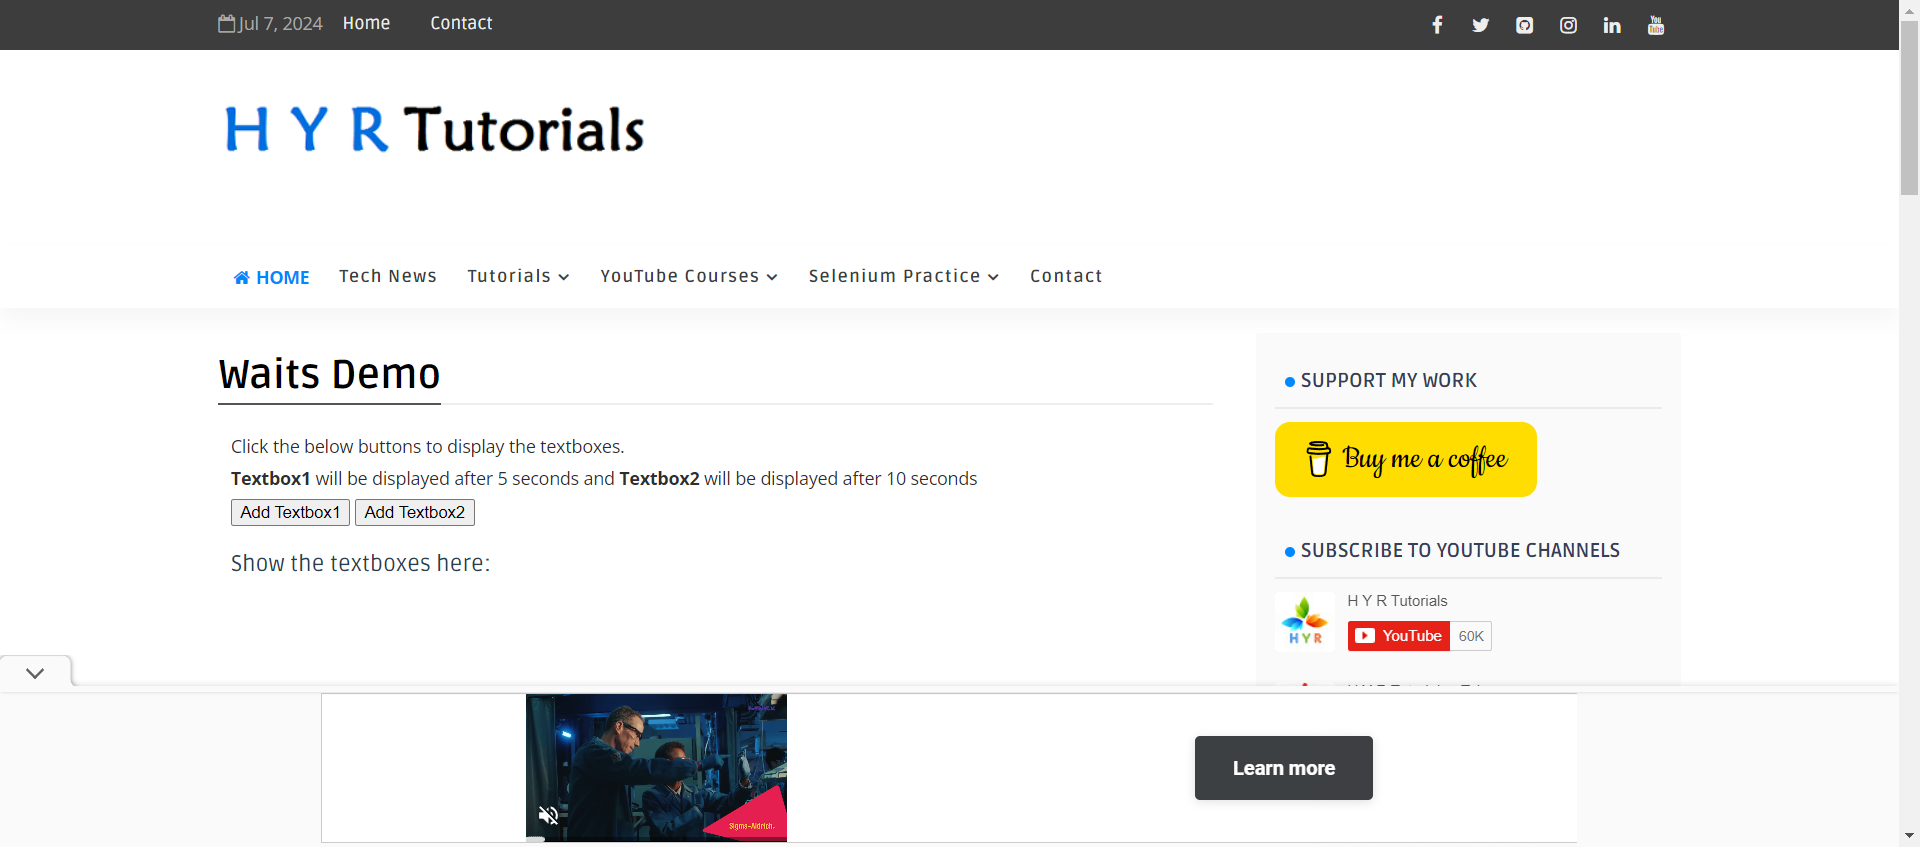 Jul 7, 2024 Home Contact
H Y R Tutorials
HOME Tech News Tutorials YouTube Courses Selenium Practice Contact
Waits Demo
Click the below buttons to display the textboxes.
Textbox1 will be displayed after 5 seconds and Textbox2 will be displayed after 10 seconds
Add Textbox1 Add Textbox2
Show the textboxes here:
SUPPORT MY WORK
Buy me a coffee
SUBSCRIBE TO YOUTUBE CHANNELS
H Y R Tutorials
HYR
YouTube 60K
Sigma-Aldrich.
Learn more